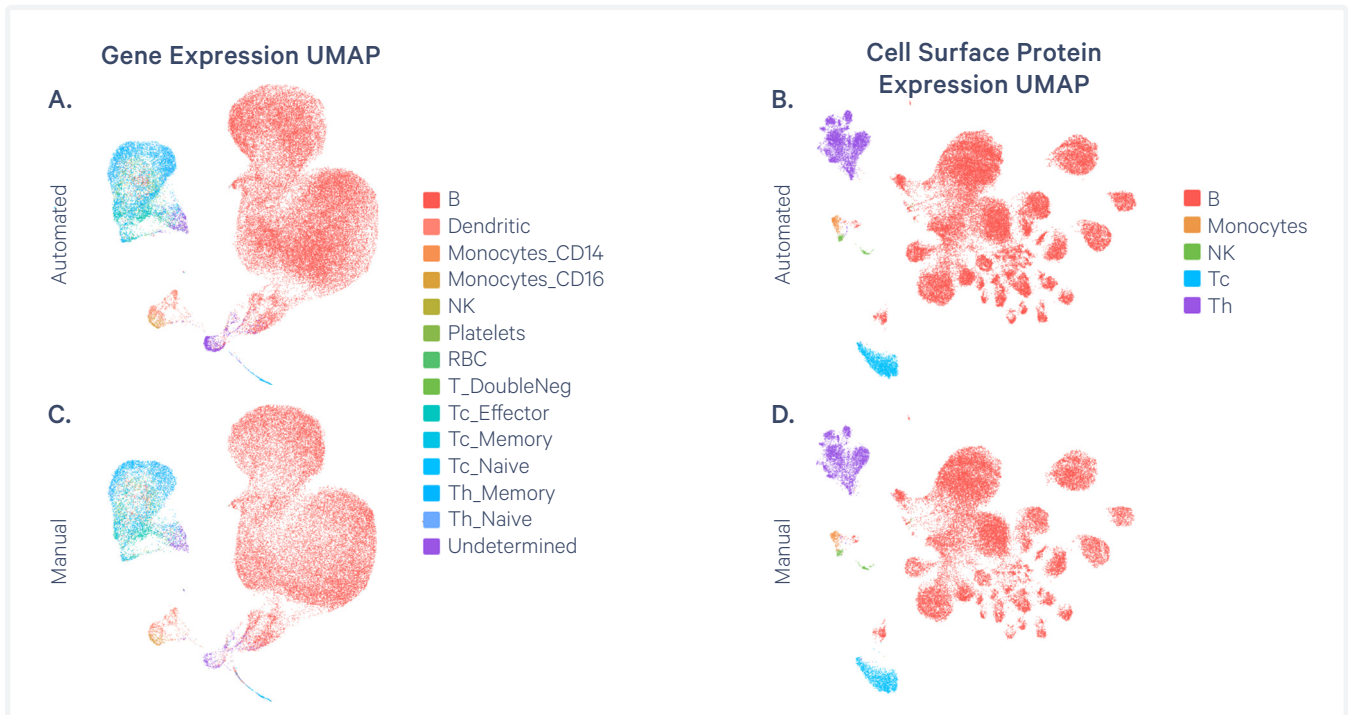 Gene Expression UMAP
Cell Surface Protein
Expression UMAP
A.
Automated
B
Dendritic
Monocytes_CD14
Monocytes_CD16
NK
Platelets
RBC
T_DoubleNeg
Tc_Effector
Tc_Memory
Tc_Naive
Th_Memory
Th_Naive
Undetermined
B.
Automated
B
Monocytes
NK
Tc
Th
C.
Manual
D.
Manual